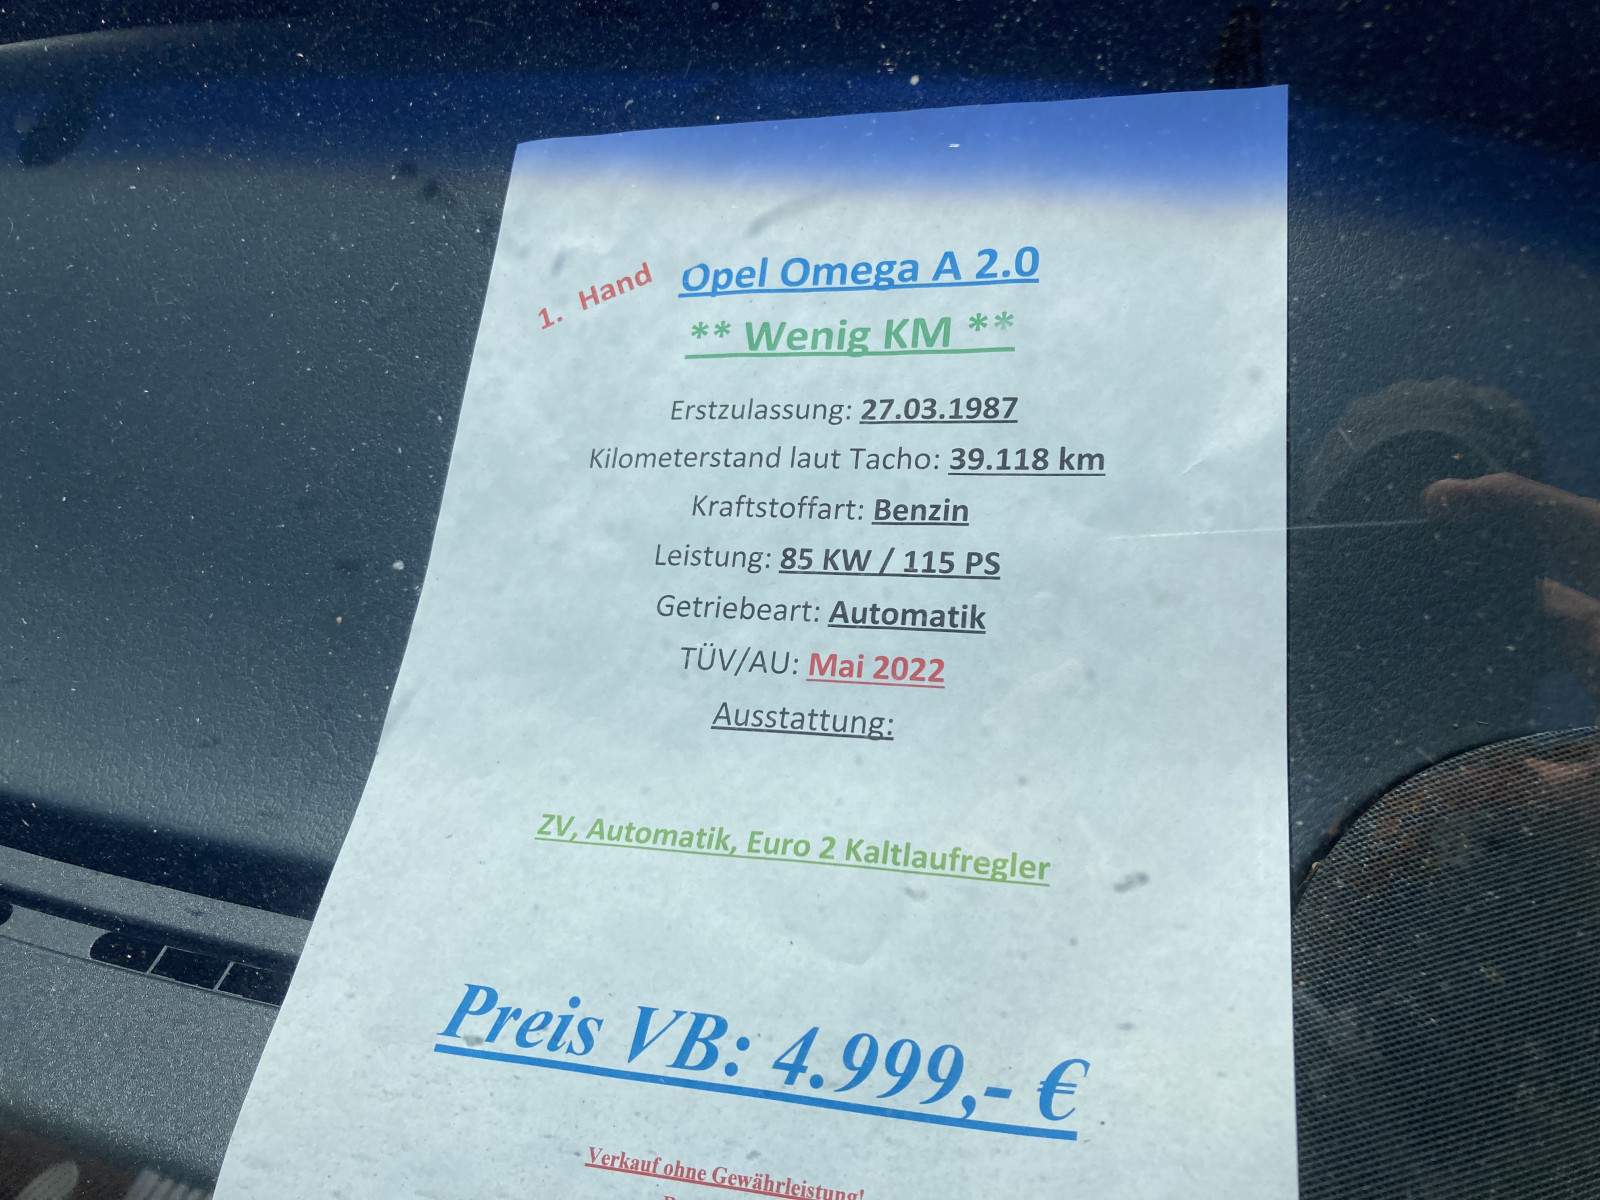 1. Hand
Opel Omega A 2.0
** Wenig KM **
Erstzulassung: 27.03.1987
Kilometerstand laut Tacho: 39.118 km
Kraftstoffart: Benzin
Leistung: 85 KW / 115 PS
Getriebeart: Automatik
TÜV/AU: Mai 2022
Ausstattung:
ZV, Automatik, Euro 2 Kaltlaufregler
Preis VB: 4.999,- €
Verkauf ohne Gewährleistung!